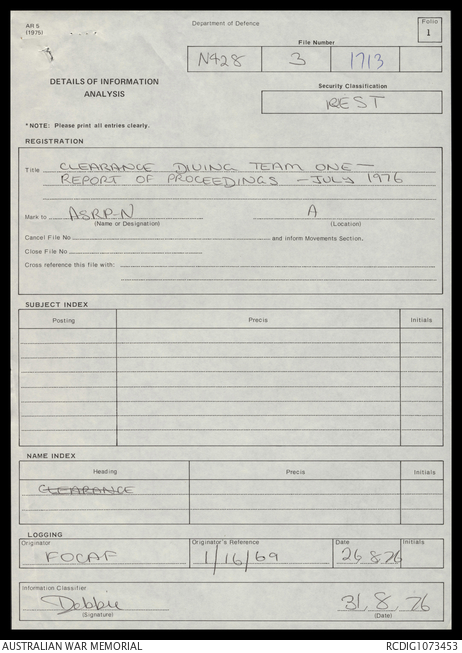 AR 5
(1975)
Department of Defence
Folio
1
File Number
N428 3 1713
DETAILS OF INFORMATION
ANALYSIS
Security Classification
REST
*NOTE: Please print all entries clearly.
REGISTRATION
Title CLEARANCE DIVING TEAM ONE —
REPORT OF PROCEEDINGS — JULY 1976
Mark to ASRP-N A
(Name or Designation) (Location)
Cancel File No and inform Movements Section.
Close File No
Cross reference this file with:
SUBJECT INDEX
Posting Precis Initials
NAME INDEX
Heading Precis Initials
CLEARANCE
LOGGING
Originator Originator's Reference Date Initials
FOCAF 1/16/69 26 8 76
Information Classifier
Debbie 31. 8. 76
(Signature) (Date)
AUSTRALIAN WAR MEMORIAL RCDIG1073453